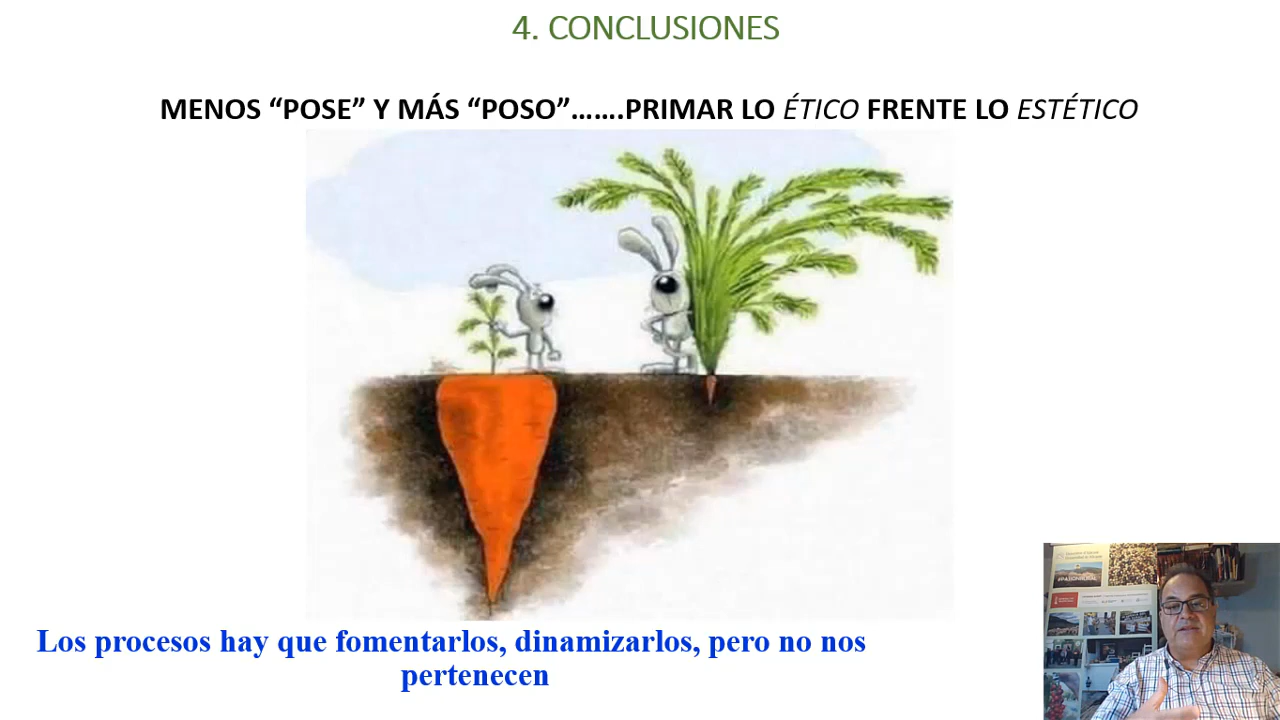 4. CONCLUSIONES
MENOS “POSE” Y MÁS “POSO”…….PRIMAR LO ÉTICO FRENTE LO ESTÉTICO
Los procesos hay que fomentarlos, dinamizarlos, pero no nos
pertenecen